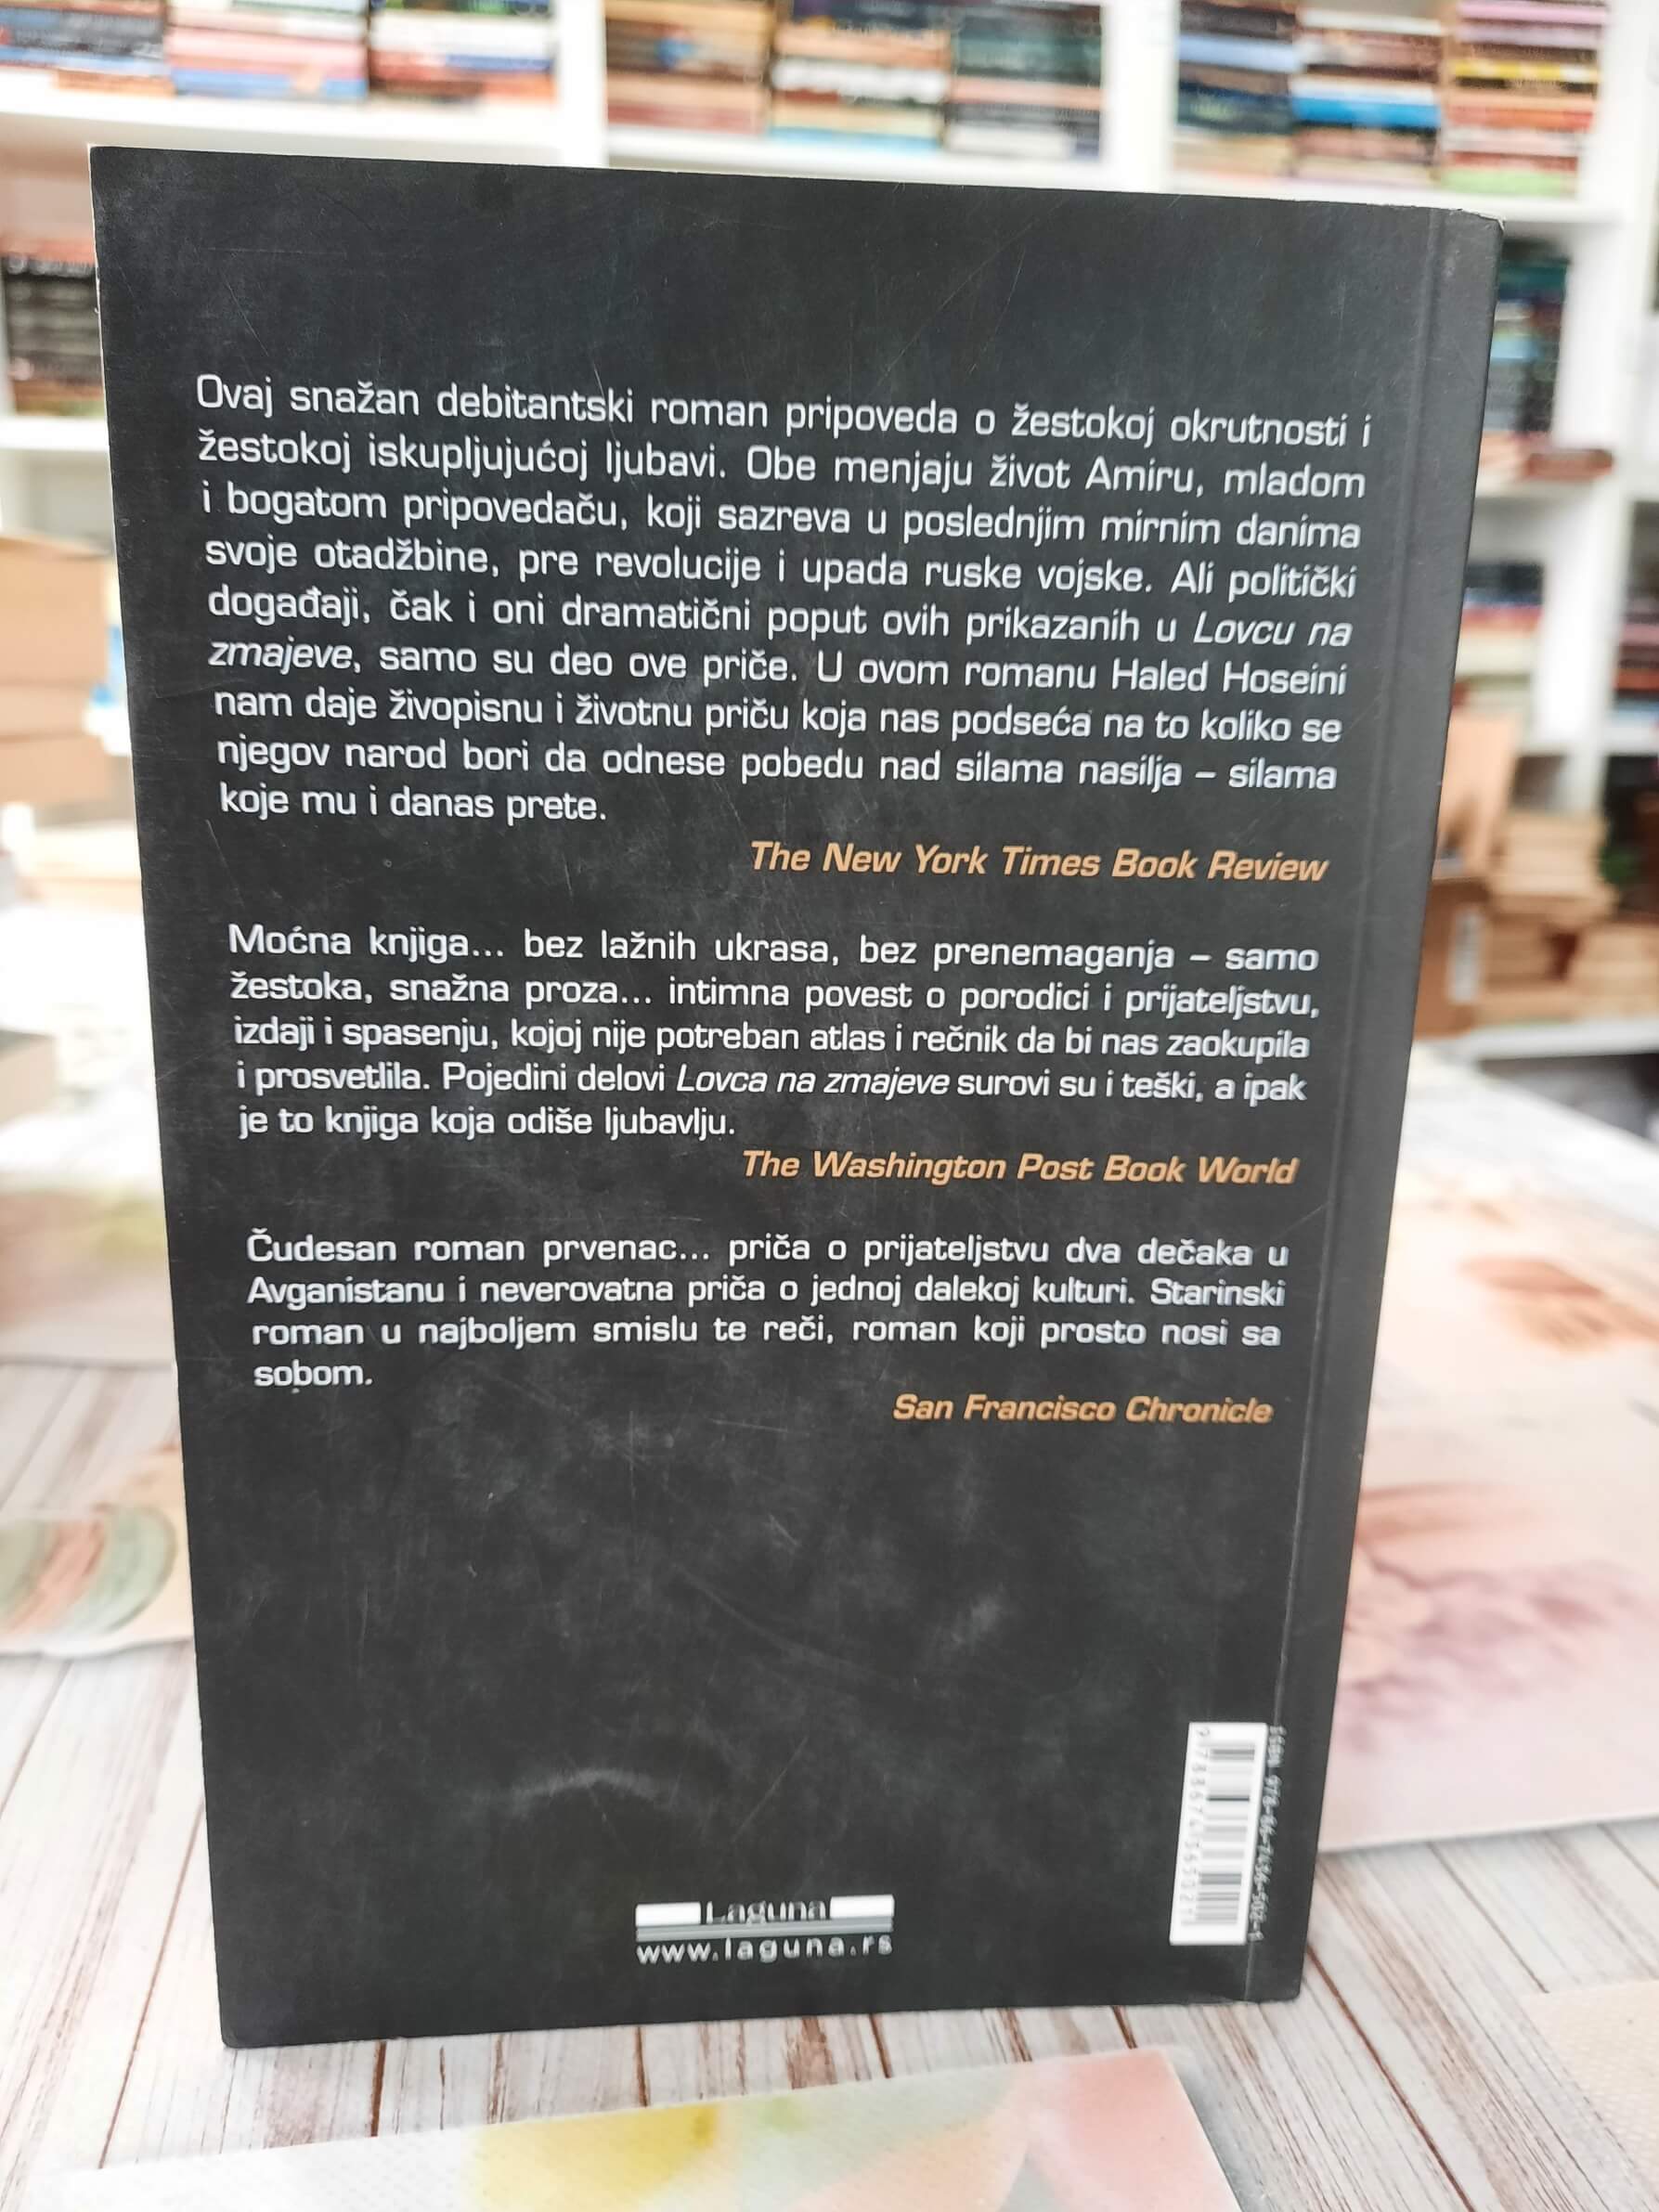 Ovaj snažan debitantski roman pripoveda o žestokoj okrutnosti i
žestokoj iskupljujućoj ljubavi. Obe menjaju život Amiru, mladom
i bogatom pripovedaču, koji sazreva u poslednjim mirnim danima
svoje otadžbine, pre revolucije i upada ruske vojske. Ali politički
događaji, čak i oni dramatični poput ovih prikazanih u Lovcu na
zmajeve, samo su deo ove priče. U ovom romanu Haled Hoseini
nam daje živopisnu i životnu priču koja nas podseća na to koliko se
njegov narod bori da odnese pobedu nad silama nasilja – silama
koje mu i danas prete.
The New York Times Book Review
Moćna knjiga... bez lažnih ukrasa, bez prenemaganja – samo
žestoka, snažna proza... intimna povest o porodici i prijateljstvu,
izdaji i spasenju, kojoj nije potreban atlas i rečnik da bi nas zaokupila
i prosvetlila. Pojedini delovi Lovca na zmajeve surovi su i teški, a ipak
je to knjiga koja odiše ljubavlju.
The Washington Post Book World
Čudesan roman prvenac... priča o prijateljstvu dva dečaka u
Avganistanu i neverovatna priča o jednoj dalekoj kulturi. Starinski
roman u najboljem smislu te reči, roman koji prosto nosi sa
sobom.
San Francisco Chronicle
ISBN 978-86-7436-502-1
9788674365021
Laguna
www.laguna.rs